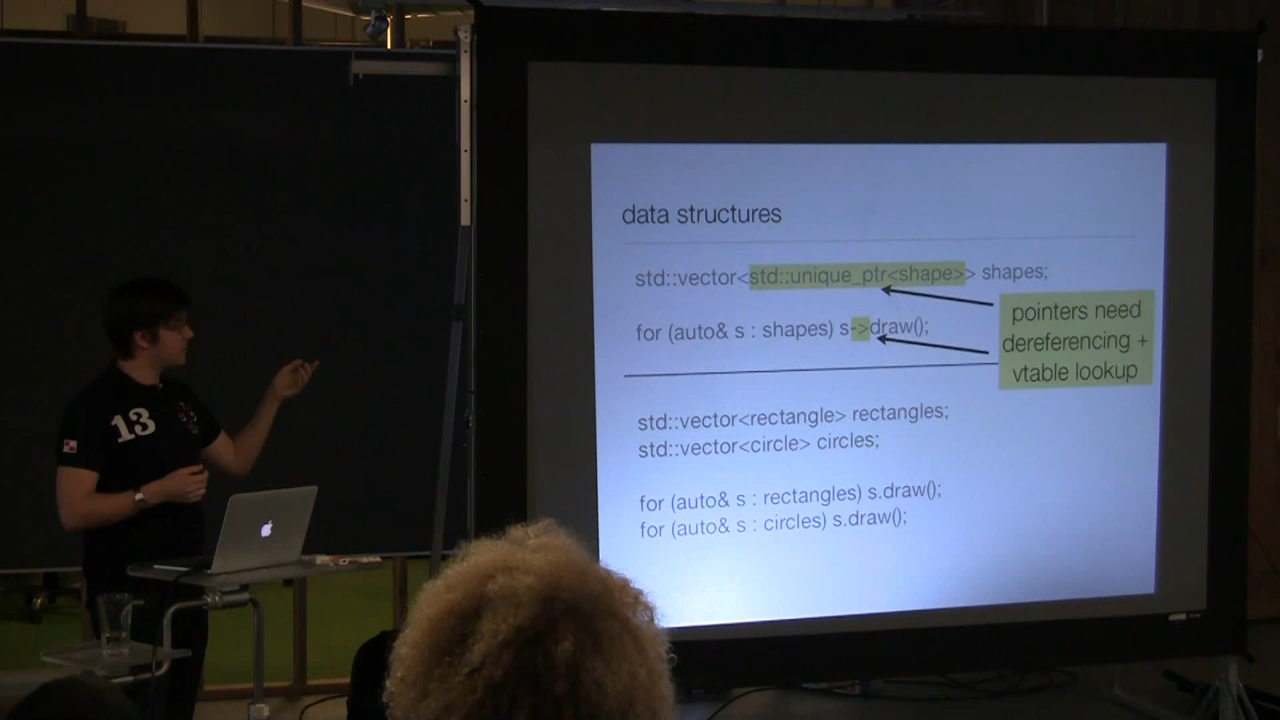 13
data structures
std::vector<std::unique_ptr<shape>> shapes;
for (auto& s : shapes) s->draw();
pointers need
dereferencing +
vtable lookup
std::vector<rectangle> rectangles;
std::vector<circle> circles;
for (auto& s : rectangles) s.draw();
for (auto& s : circles) s.draw();